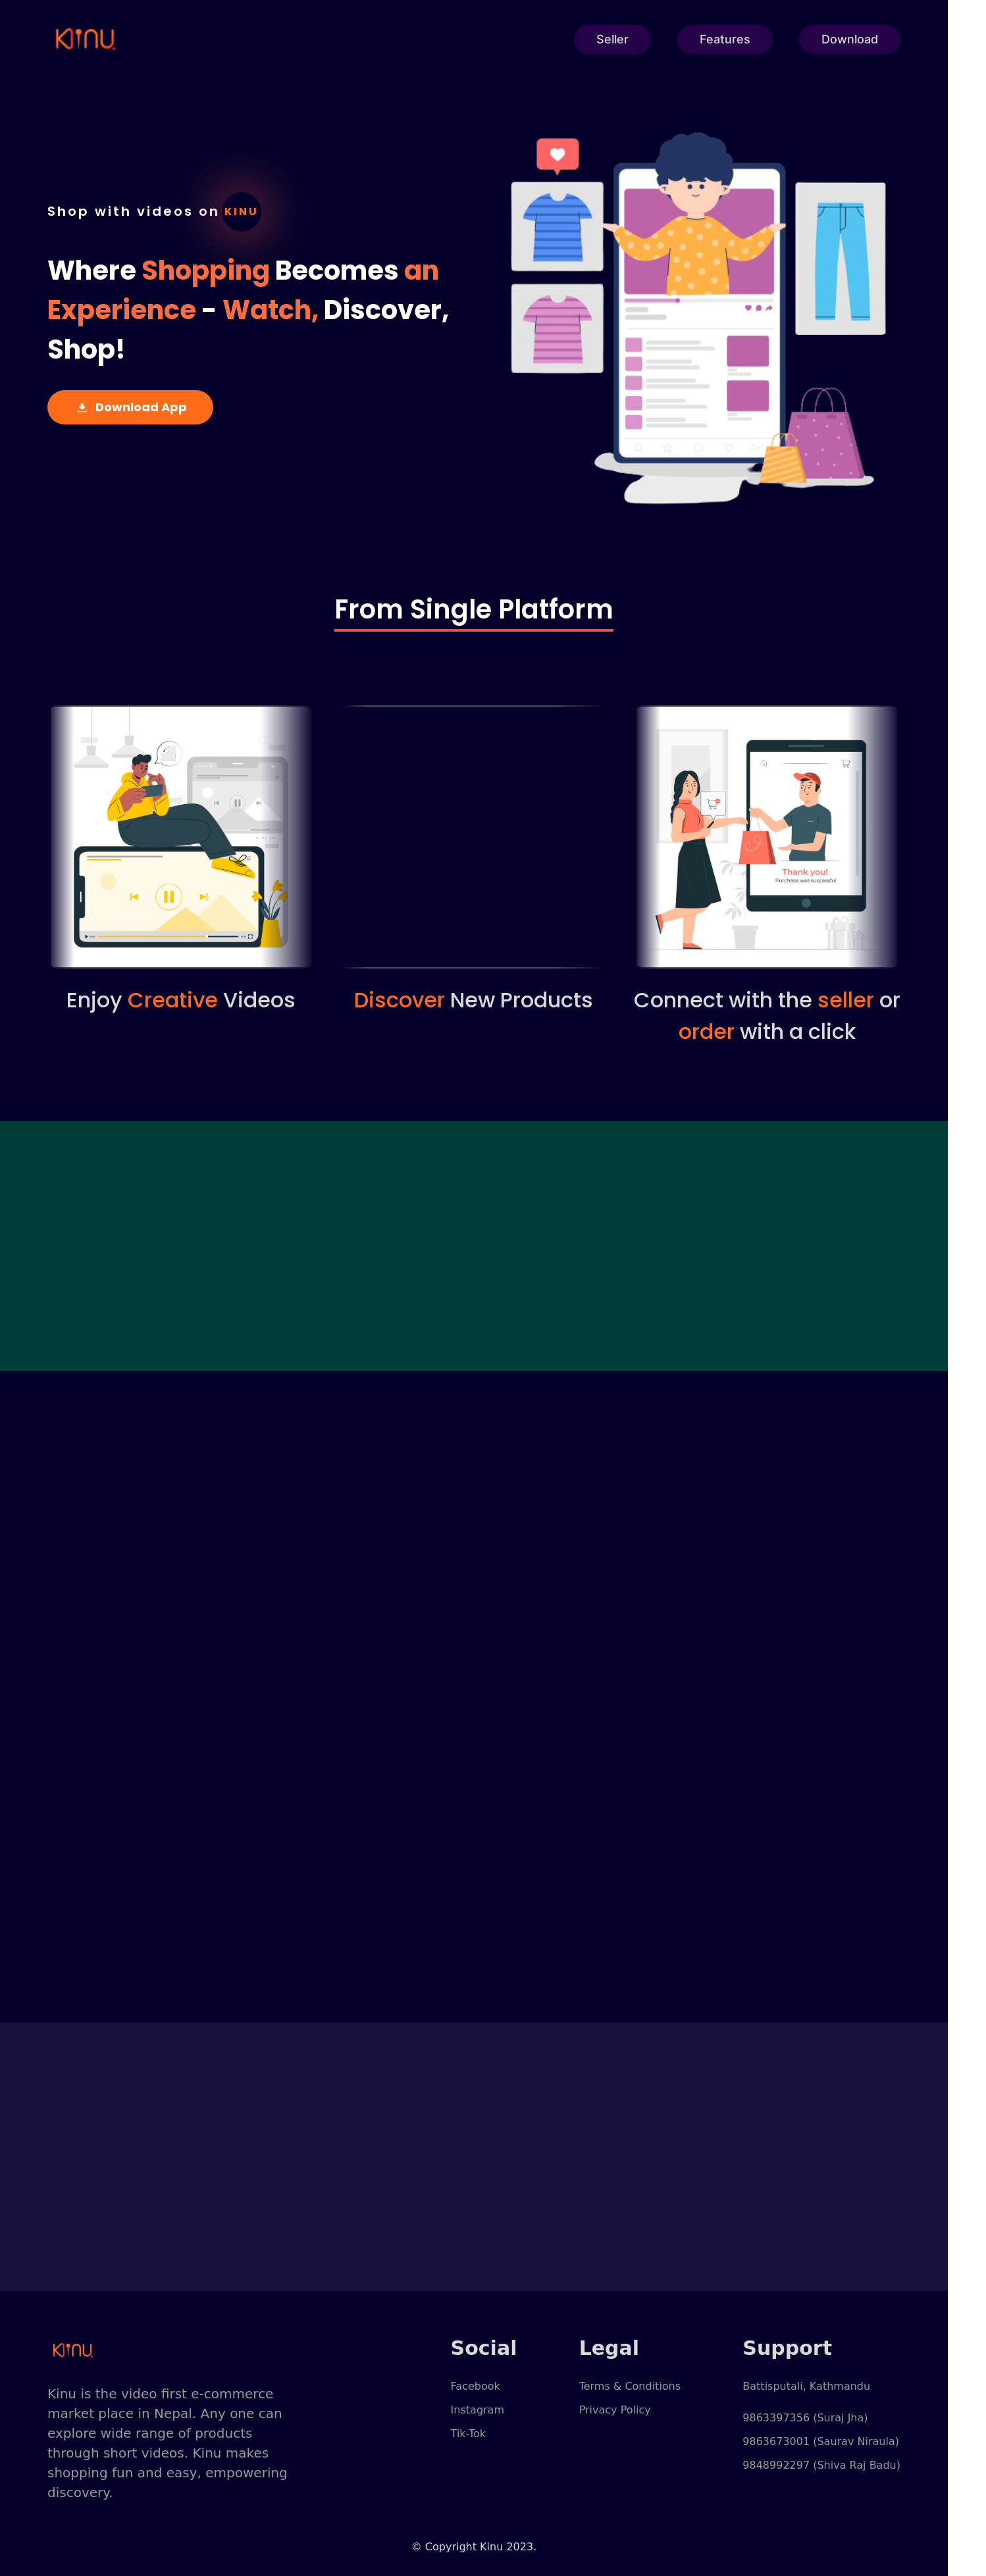 KINU
Seller
Features
Download
Shop with videos on KINU
Where Shopping Becomes an
Experience - Watch, Discover,
Shop!
Download App
From Single Platform
Thank you!
Purchase was successful
Enjoy Creative Videos
Discover New Products
Connect with the seller or
order with a click
KINU
Kinu is the video first e-commerce
market place in Nepal. Any one can
explore wide range of products
through short videos. Kinu makes
shopping fun and easy, empowering
discovery.
Social
Facebook
Instagram
Tik-Tok
Legal
Terms & Conditions
Privacy Policy
Support
Battisputali, Kathmandu
9863397356 (Suraj Jha)
9863673001 (Saurav Niraula)
9848992297 (Shiva Raj Badu)
© Copyright Kinu 2023.